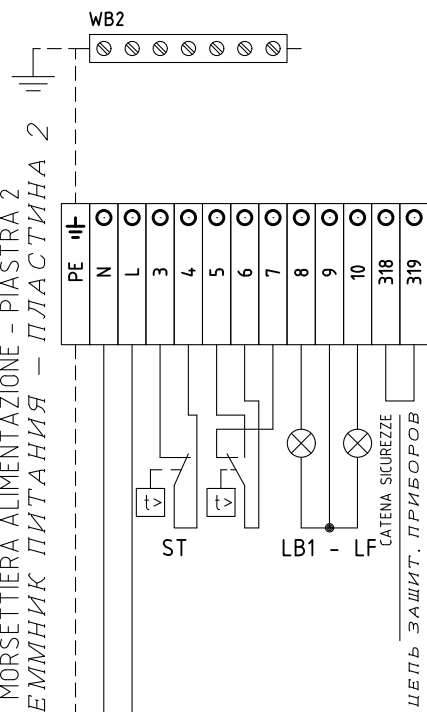 WB2
MORSETTIERA ALIMENTAZIONE - PIASTRA 2
ЕММНИК ПИТАНИЯ - ПЛАСТИНА 2
PE
N
L
3
4
5
6
7
8
9
10
318
319
t>
t>
ST
LB1 - LF
CATENA SICUREZZE
ЦЕПЬ ЗАЩИТ. ПРИБОРОВ